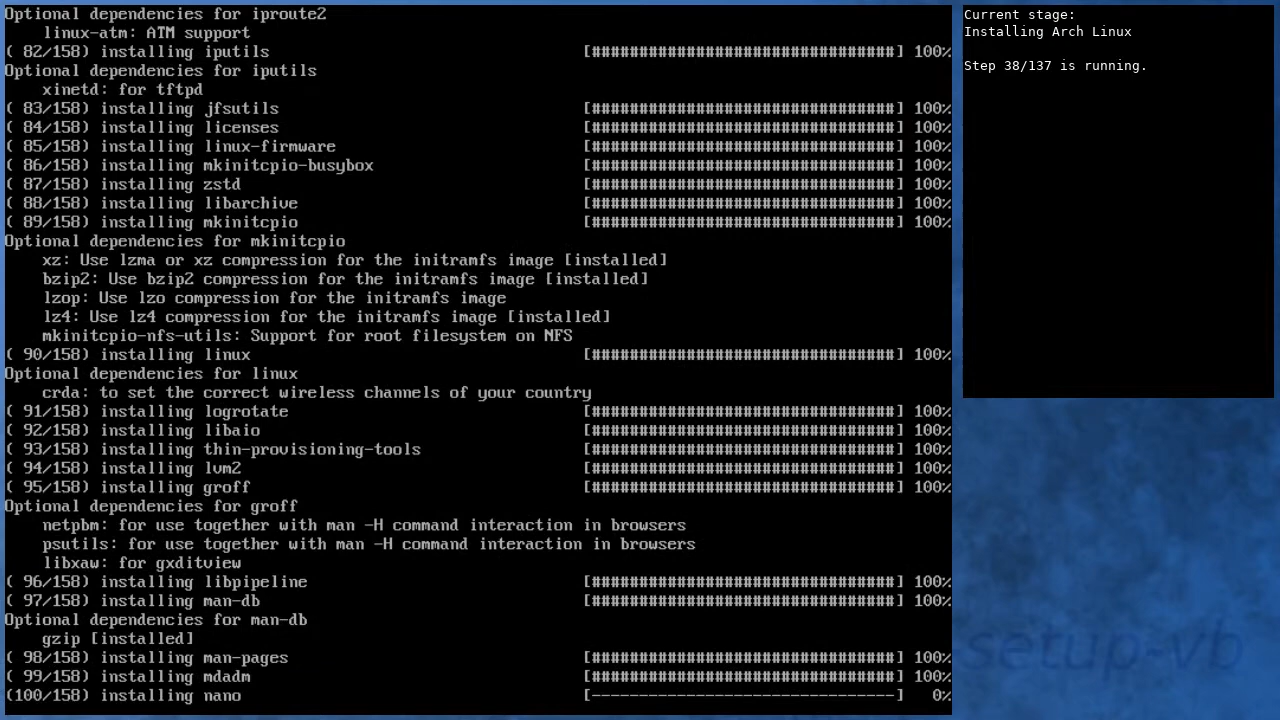 Optional dependencies for iproute2
    linux-atm: ATM support
( 82/158) installing iputils [################################] 100%
Optional dependencies for iputils
    xinetd: for tftpd
( 83/158) installing jfsutils [################################] 100%
( 84/158) installing licenses [################################] 100%
( 85/158) installing linux-firmware [################################] 100%
( 86/158) installing mkinitcpio-busybox [################################] 100%
( 87/158) installing zstd [################################] 100%
( 88/158) installing libarchive [################################] 100%
( 89/158) installing mkinitcpio [################################] 100%
Optional dependencies for mkinitcpio
    xz: Use lzma or xz compression for the initramfs image [installed]
    bzip2: Use bzip2 compression for the initramfs image [installed]
    lzop: Use lzo compression for the initramfs image
    lz4: Use lz4 compression for the initramfs image [installed]
    mkinitcpio-nfs-utils: Support for root filesystem on NFS
( 90/158) installing linux [################################] 100%
Optional dependencies for linux
    crda: to set the correct wireless channels of your country
( 91/158) installing logrotate [################################] 100%
( 92/158) installing libaio [################################] 100%
( 93/158) installing thin-provisioning-tools [################################] 100%
( 94/158) installing lvm2 [################################] 100%
( 95/158) installing groff [################################] 100%
Optional dependencies for groff
    netpbm: for use together with man -H command interaction in browsers
    psutils: for use together with man -H command interaction in browsers
    libxaw: for gxditview
( 96/158) installing libpipeline [################################] 100%
( 97/158) installing man-db [################################] 100%
Optional dependencies for man-db
    gzip [installed]
( 98/158) installing man-pages [################################] 100%
( 99/158) installing mdadm [################################] 100%
(100/158) installing nano [--------------------------------] 0%
Current stage:
Installing Arch Linux
Step 38/137 is running.
setup-vb